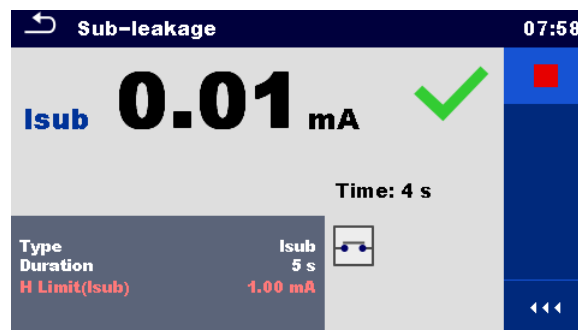 Sub-leakage 07:58
Isub 0.01 mA
Time: 4 s
Type Isub
Duration 5 s
H Limit(Isub) 1.00 mA